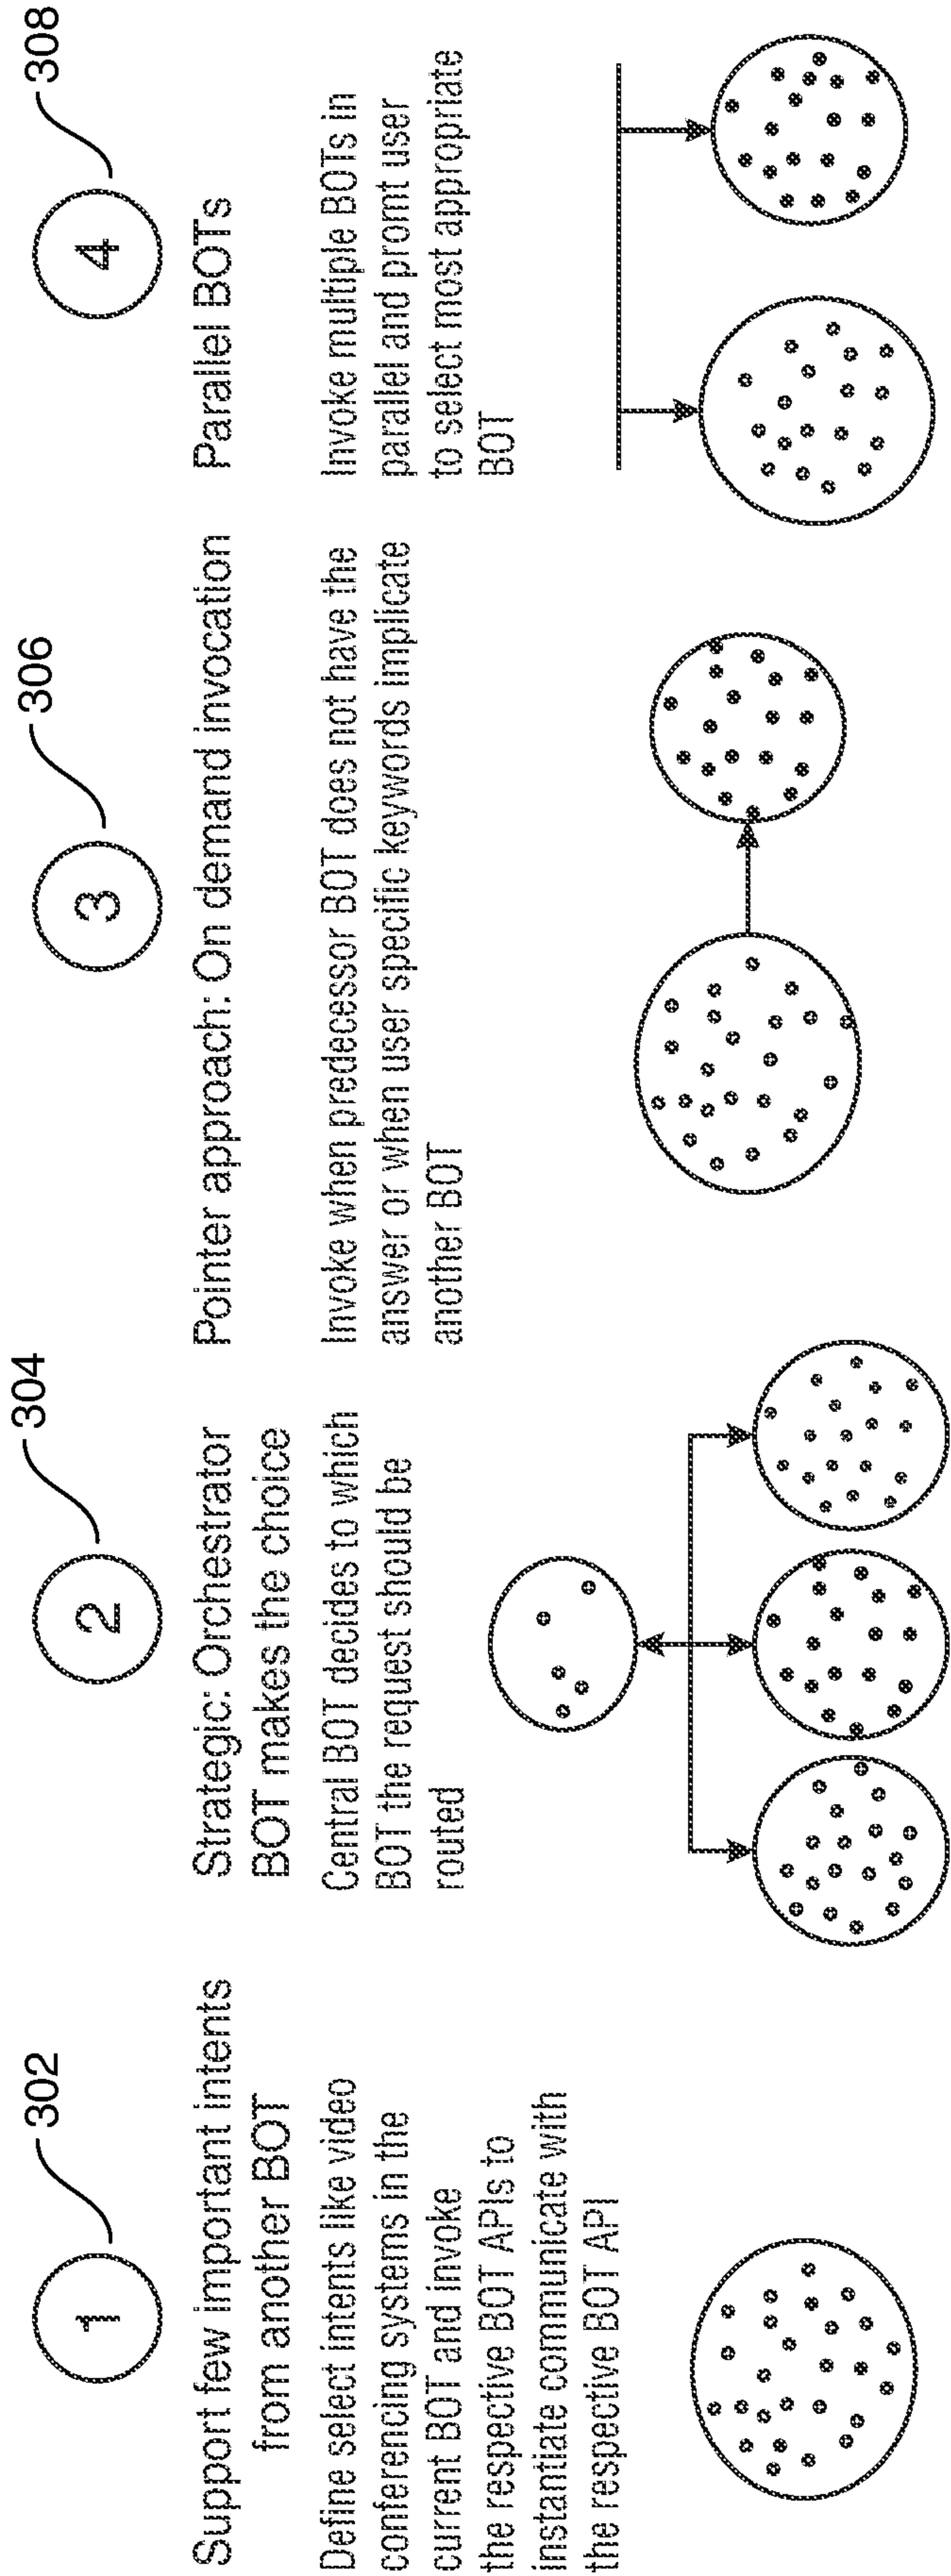 302
1
Support few important intents
from another BOT
Define select intents like video
conferencing systems in the
current BOT and invoke
the respective BOT APIs to
instantiate communicate with
the respective BOT API
304
2
Strategic: Orchestrator
BOT makes the choice
Central BOT decides to which
BOT the request should be
routed
306
3
Pointer approach: On demand invocation
Invoke when predecessor BOT does not have the
answer or when user specific keywords implicate
another BOT
308
4
Parallel BOTs
Invoke multiple BOTs in
parallel and promt user
to select most appropriate
BOT